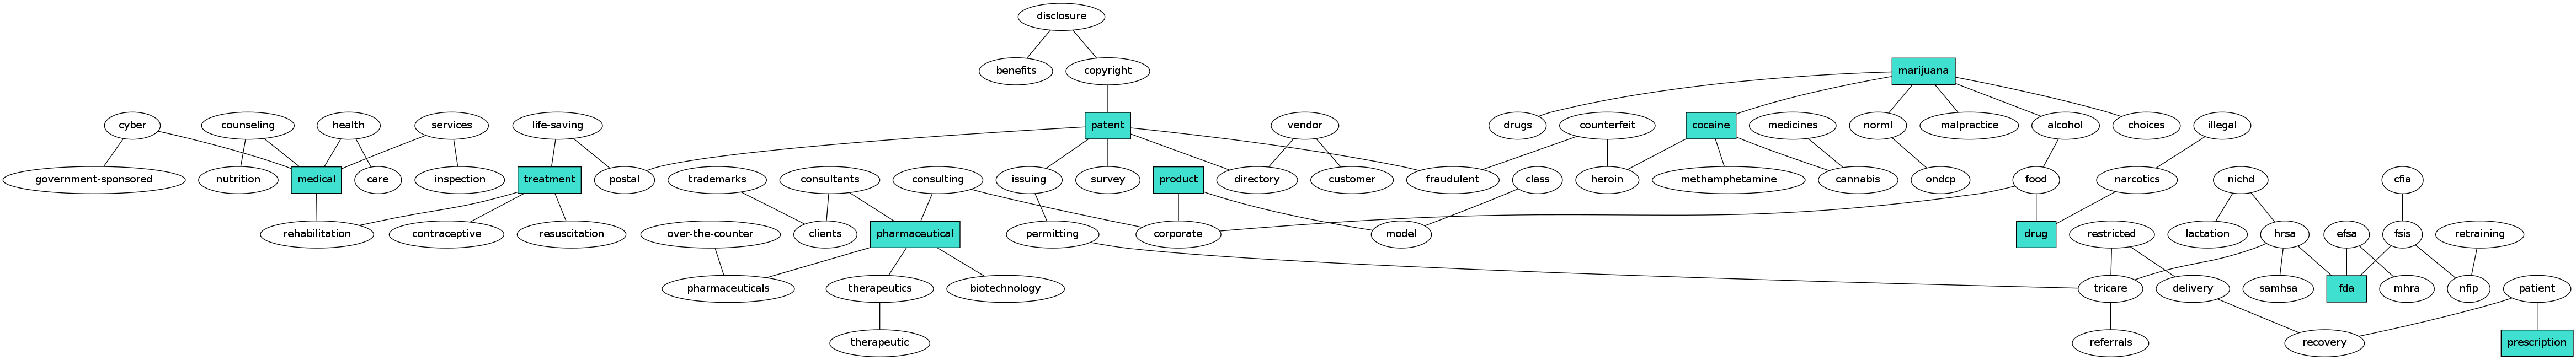 disclosure
benefits
copyright
marijuana
cyber
counseling
health
services
life-saving
patent
vendor
drugs
counterfeit
cocaine
medicines
norml
malpractice
alcohol
choices
illegal
government-sponsored
nutrition
medical
care
inspection
treatment
postal
trademarks
consultants
consulting
issuing
survey
product
directory
customer
fraudulent
class
heroin
methamphetamine
cannabis
ondcp
food
narcotics
nichd
cfia
rehabilitation
contraceptive
resuscitation
over-the-counter
clients
pharmaceutical
permitting
corporate
model
drug
restricted
lactation
hrsa
efsa
fsis
retraining
pharmaceuticals
therapeutics
biotechnology
tricare
delivery
samhsa
fda
mhra
nfip
patient
therapeutic
referrals
recovery
prescription